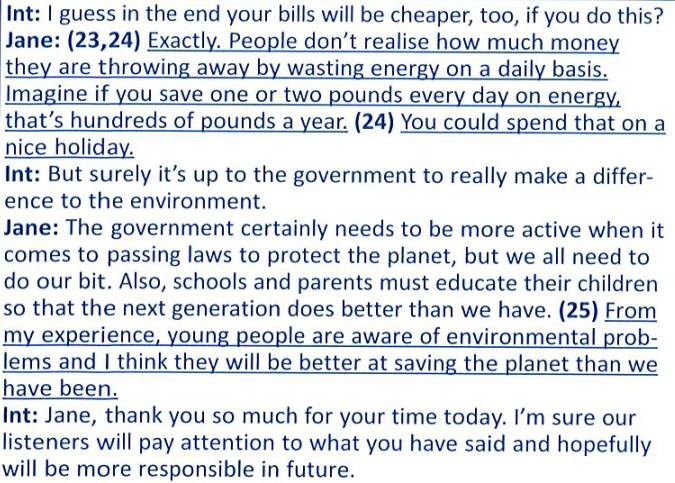 Int: I guess in the end your bills will be cheaper, too, if you do this?
Jane: (23,24) Exactly. People don't realise how much money
they are throwing away by wasting energy on a daily basis.
Imagine if you save one or two pounds every day on energy,
that's hundreds of pounds a year. (24) You could spend that on a
nice holiday.
Int: But surely it's up to the government to really make a differ-
ence to the environment.
Jane: The government certainly needs to be more active when it
comes to passing laws to protect the planet, but we all need to
do our bit. Also, schools and parents must educate their children
so that the next generation does better than we have. (25) From
my experience, young people are aware of environmental prob-
lems and I think they will be better at saving the planet than we
have been.
Int: Jane, thank you so much for your time today. I'm sure our
listeners will pay attention to what you have said and hopefully
will be more responsible in future.